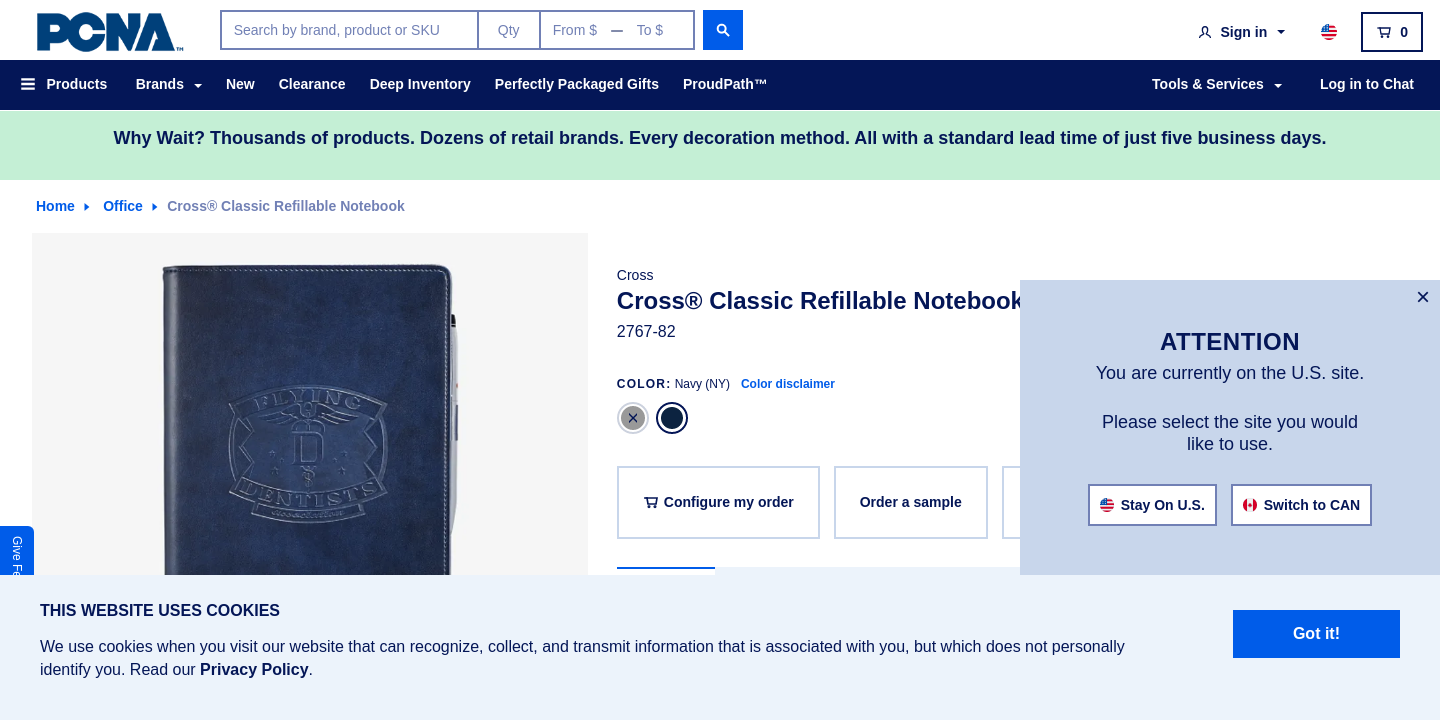 PCNA™
Search by brand, product or SKU
Qty
From $ — To $
Sign in
0
Products
Brands
New
Clearance
Deep Inventory
Perfectly Packaged Gifts
ProudPath™
Tools & Services
Log in to Chat
Why Wait? Thousands of products. Dozens of retail brands. Every decoration method. All with a standard lead time of just five business days.
Home
Office
Cross® Classic Refillable Notebook
FLYING
D
DENTISTS
Cross
Cross® Classic Refillable Notebook
2767-82
COLOR: Navy (NY) Color disclaimer
Configure my order
Order a sample
×
ATTENTION
You are currently on the U.S. site.
Please select the site you would
like to use.
Stay On U.S.
Switch to CAN
Give Fe
THIS WEBSITE USES COOKIES
We use cookies when you visit our website that can recognize, collect, and transmit information that is associated with you, but which does not personally
identify you. Read our Privacy Policy.
Got it!